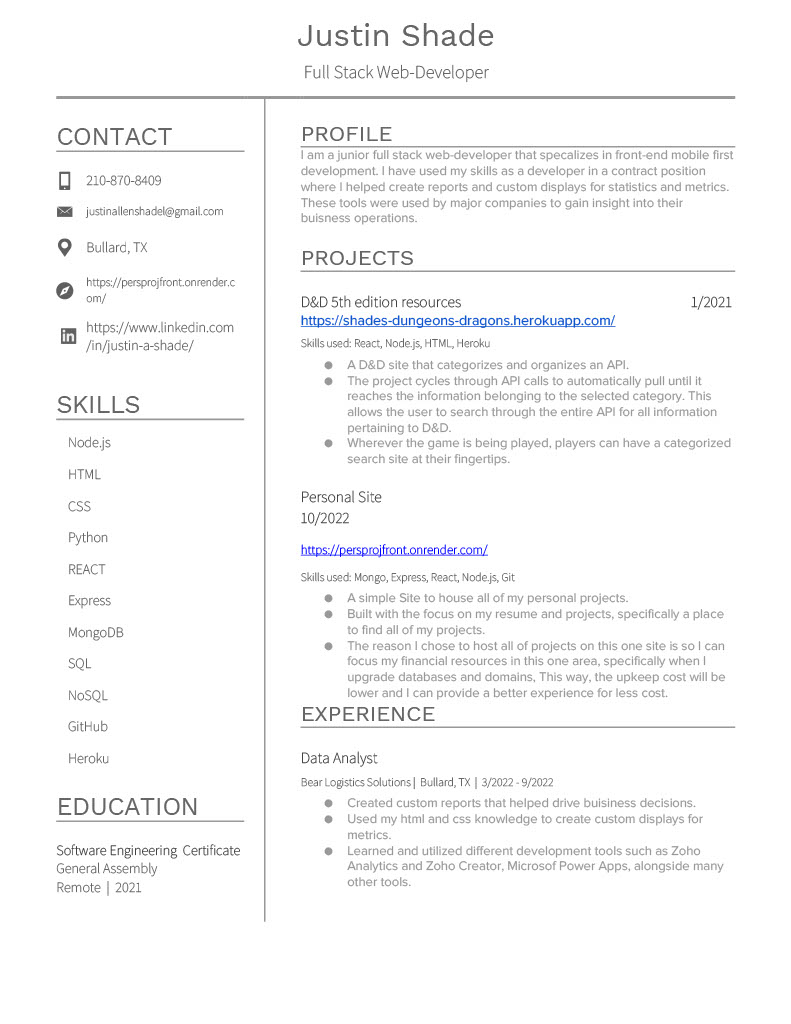 Justin Shade
Full Stack Web-Developer
CONTACT
210-870-8409
justinallenshadel@gmail.com
Bullard, TX
https://persprojfront.onrender.c
om/
https://www.linkedin.com
/in/justin-a-shade/
SKILLS
Node.js
HTML
CSS
Python
REACT
Express
MongoDB
SQL
NoSQL
GitHub
Heroku
EDUCATION
Software Engineering Certificate
General Assembly
Remote | 2021
PROFILE
I am a junior full stack web-developer that specalizes in front-end mobile first
development. I have used my skills as a developer in a contract position
where I helped create reports and custom displays for statistics and metrics.
These tools were used by major companies to gain insight into their
buisness operations.
PROJECTS
D&D 5th edition resources 1/2021
https://shades-dungeons-dragons.herokuapp.com/
Skills used: React, Node.js, HTML, Heroku
● A D&D site that categorizes and organizes an API.
● The project cycles through API calls to automatically pull until it
reaches the information belonging to the selected category. This
allows the user to search through the entire API for all information
pertaining to D&D.
● Wherever the game is being played, players can have a categorized
search site at their fingertips.
Personal Site
10/2022
https://persprojfront.onrender.com/
Skills used: Mongo, Express, React, Node.js, Git
● A simple Site to house all of my personal projects.
● Built with the focus on my resume and projects, specifically a place
to find all of my projects.
● The reason I chose to host all of projects on this one site is so I can
focus my financial resources in this one area, specifically when I
upgrade databases and domains, This way, the upkeep cost will be
lower and I can provide a better experience for less cost.
EXPERIENCE
Data Analyst
Bear Logistics Solutions | Bullard, TX | 3/2022 - 9/2022
● Created custom reports that helped drive buisiness decisions.
● Used my html and css knowledge to create custom displays for
metrics.
● Learned and utilized different development tools such as Zoho
Analytics and Zoho Creator, Microsof Power Apps, alongside many
other tools.